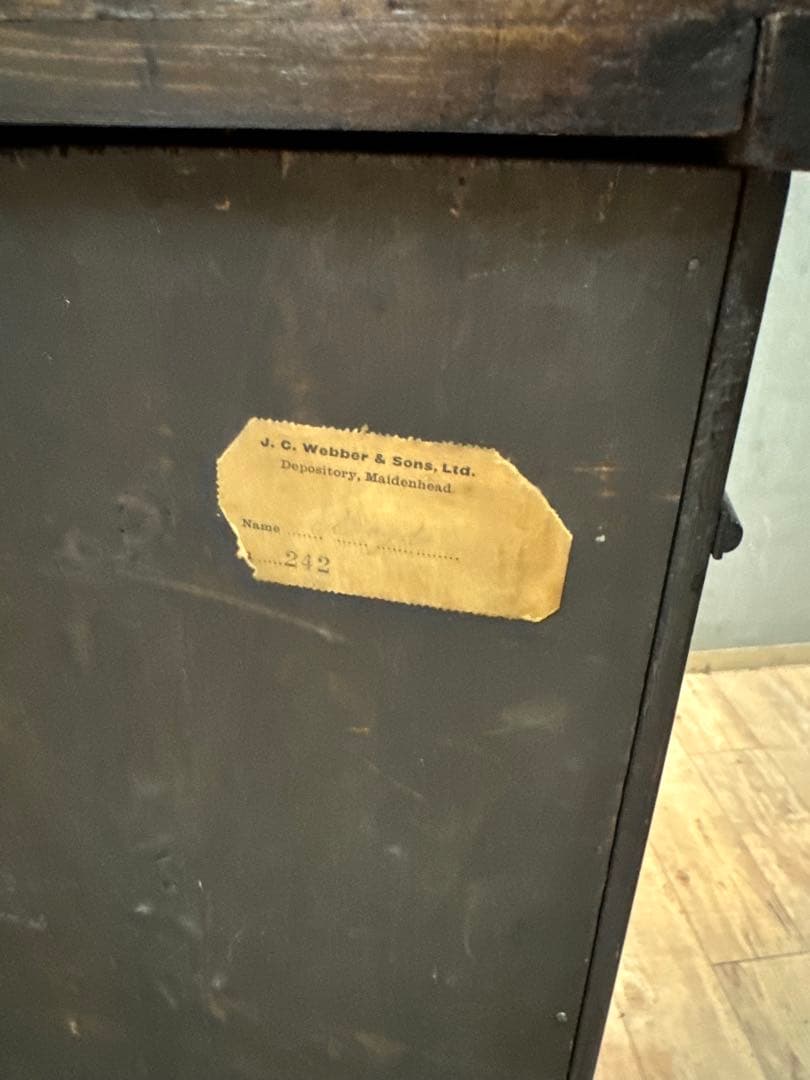 J. C. Webber & Sons, Ltd.
Depository, Maidenhead
Name ...... ...... ...............
......242